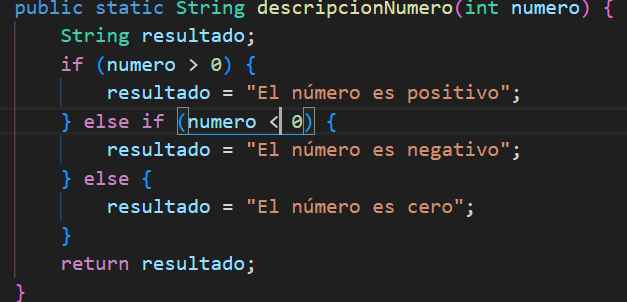 public static String descripcionNumero(int numero) {
    String resultado;
    if (numero > 0) {
        resultado = "El número es positivo";
    } else if (numero < 0) {
        resultado = "El número es negativo";
    } else {
        resultado = "El número es cero";
    }
    return resultado;
}